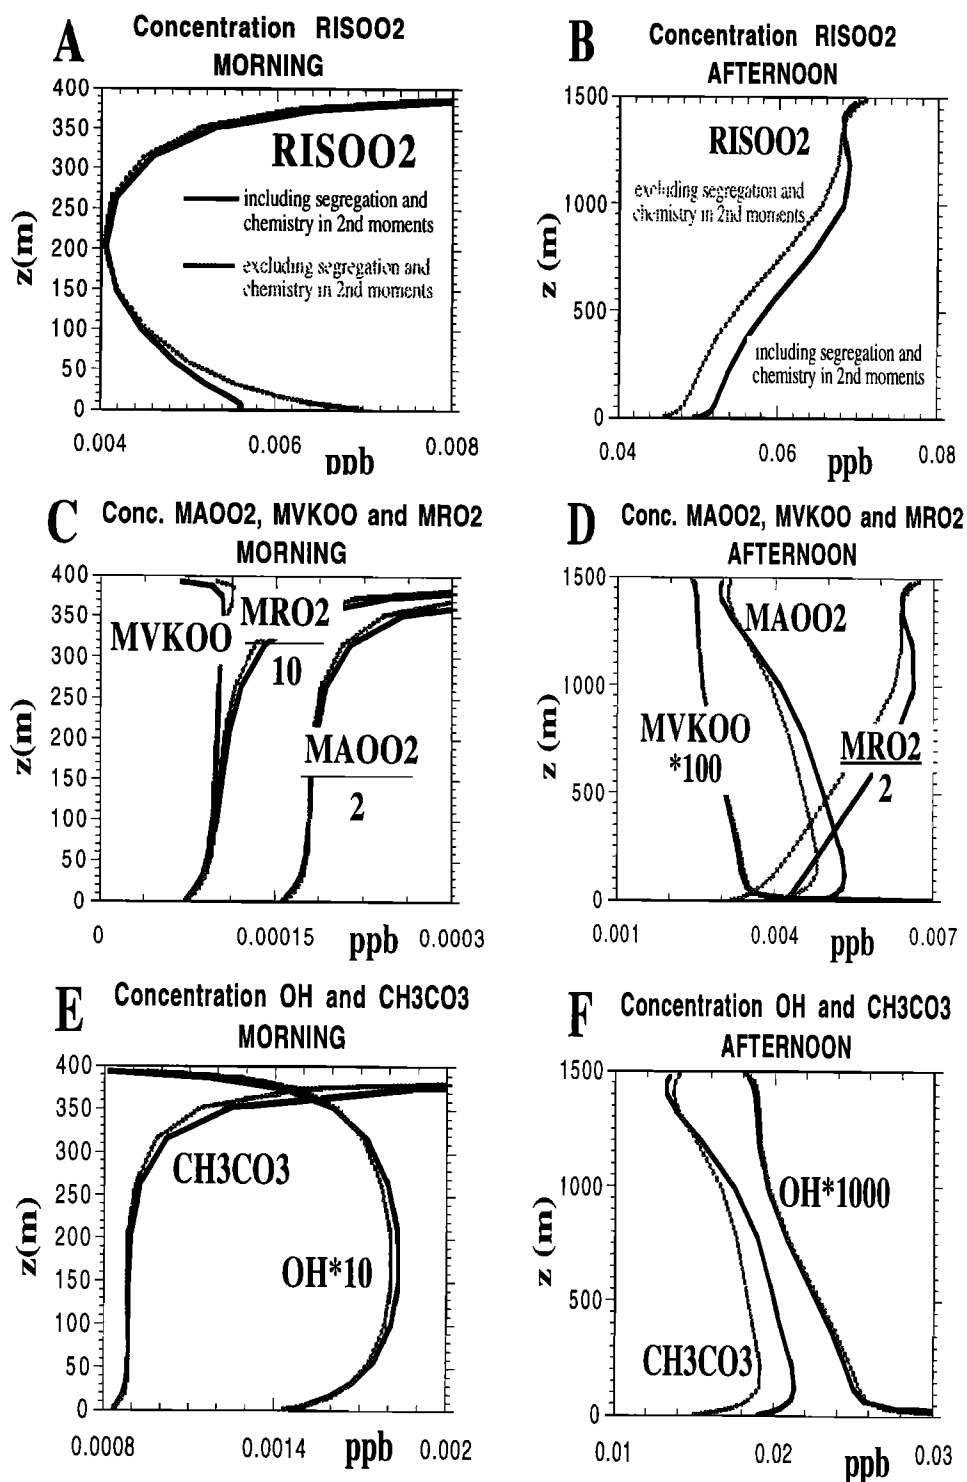 A
Concentration RISOO2
MORNING
400
350
300
250
200
150
100
50
0
z(m)
RISOO2
including segregation and
chemistry in 2nd moments
excluding segregation and
chemistry in 2nd moments
0.004
0.006
0.008
ppb
B
Concentration RISOO2
AFTERNOON
1500
1000
500
0
z (m)
RISOO2
excluding segregation and
chemistry in 2nd moments
including segregation and
chemistry in 2nd moments
0.04
0.06
ppb
0.08
C
Conc. MAOO2, MVKOO and MRO2
MORNING
400
350
300
250
200
150
100
50
0
z(m)
MVKOO
MRO2
10
MAOO2
2
0
0.00015
ppb
0.0003
D
Conc. MAOO2, MVKOO and MRO2
AFTERNOON
1500
1000
500
0
z (m)
MAOO2
MVKOO
*100
MRO2
2
0.001
0.004
ppb
0.007
E
Concentration OH and CH3CO3
MORNING
400
350
300
250
200
150
100
50
0
z(m)
CH3CO3
OH*10
0.0008
0.0014
ppb
0.002
F
Concentration OH and CH3CO3
AFTERNOON
1500
1000
500
0
z (m)
OH*1000
CH3CO3
0.01
0.02
ppb
0.03